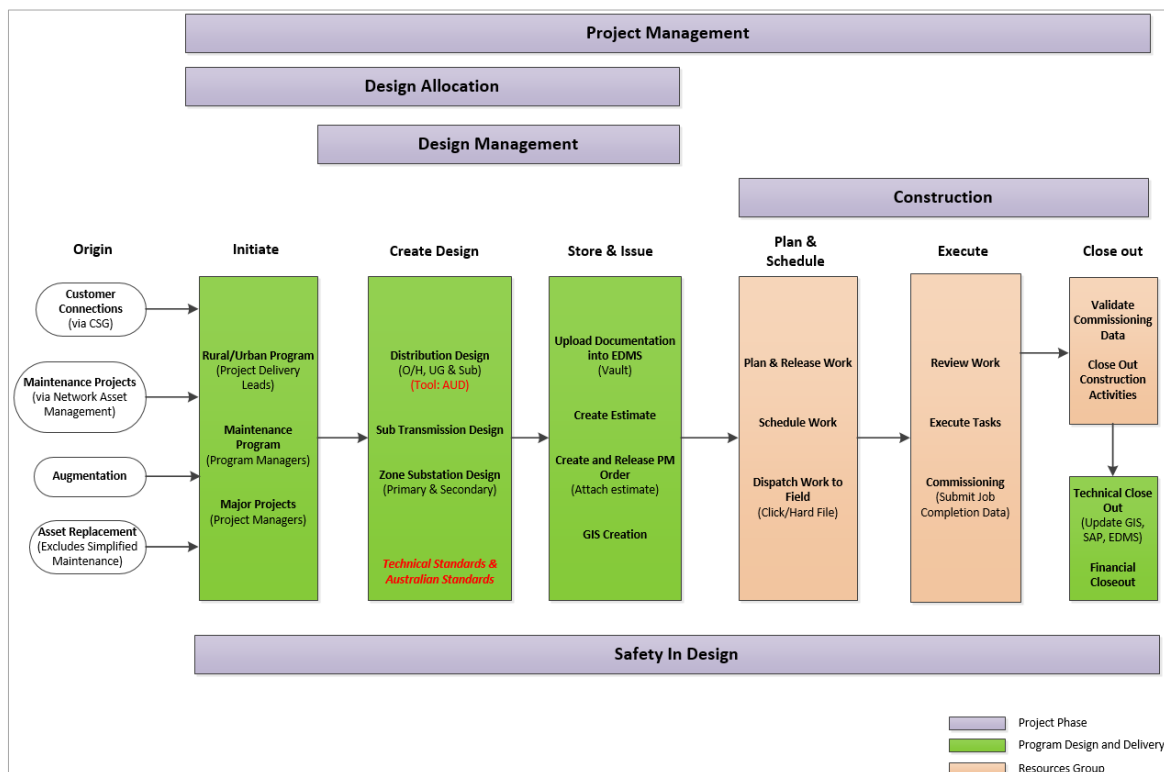 Project Management
Design Allocation
Design Management
Construction
Origin
Initiate
Create Design
Store & Issue
Plan &
Schedule
Execute
Close out
Customer
Connections
(via CSG)
Maintenance Projects
(via Network Asset
Management)
Augmentation
Asset Replacement
(Excludes Simplified
Maintenance)
Rural/Urban Program
(Project Delivery
Leads)
Maintenance
Program
(Program Managers)
Major Projects
(Project Managers)
Distribution Design
(O/H, UG & Sub)
(Tool: AUD)
Sub Transmission Design
Zone Substation Design
(Primary & Secondary)
Technical Standards &
Australian Standards
Upload Documentation
into EDMS
(Vault)
Create Estimate
Create and Release PM
Order
(Attach estimate)
GIS Creation
Plan & Release Work
Schedule Work
Dispatch Work to
Field
(Click/Hard File)
Review Work
Execute Tasks
Commissioning
(Submit Job
Completion Data)
Validate
Commissioning
Data
Close Out
Construction
Activities
Technical Close
Out
(Update GIS,
SAP, EDMS)
Financial
Closeout
Safety In Design
Project Phase
Program Design and Delivery
Resources Group